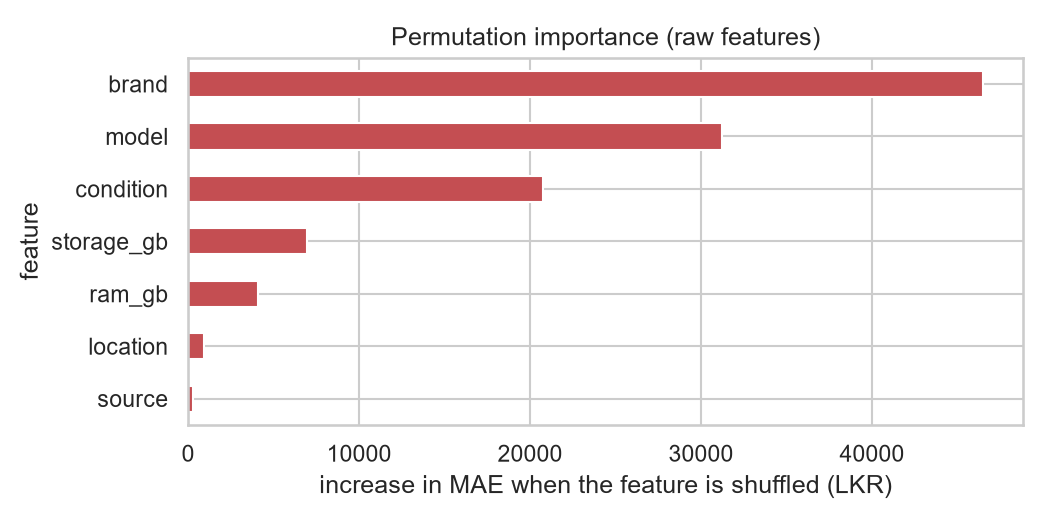 Permutation importance (raw features)
feature
brand
model
condition
storage_gb
ram_gb
location
source
0 10000 20000 30000 40000
increase in MAE when the feature is shuffled (LKR)